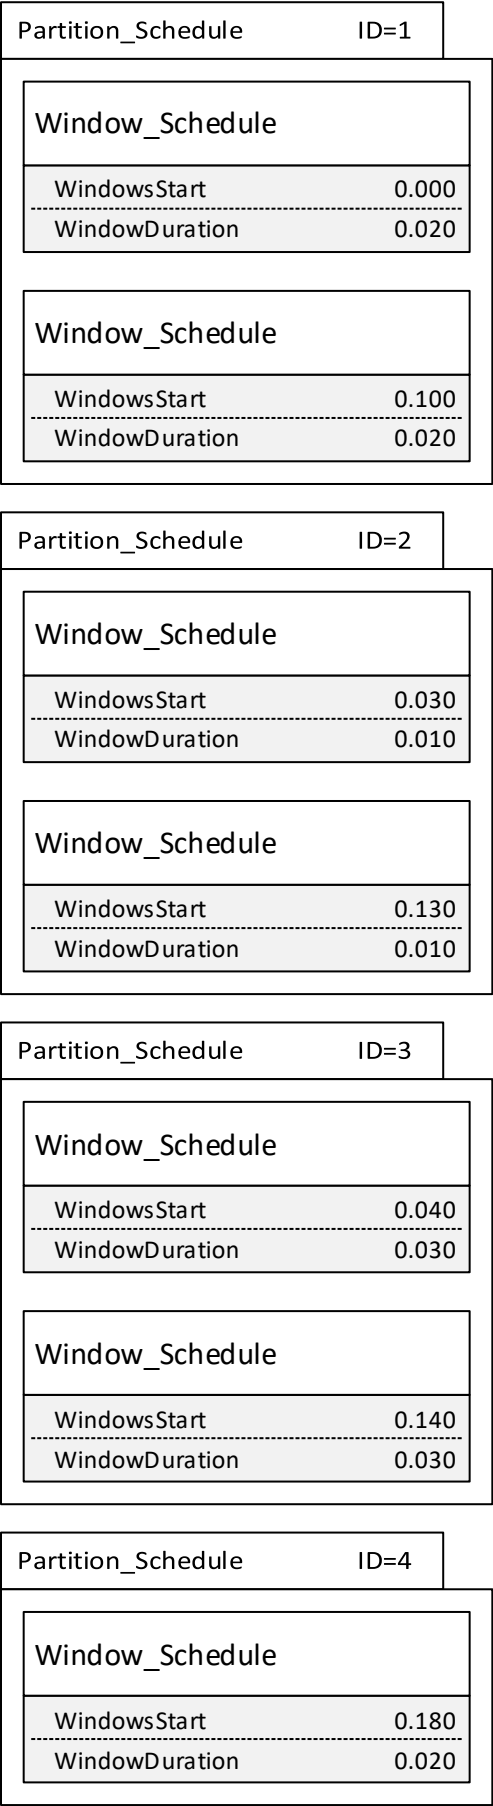 Partition_Schedule ID=1
Window_Schedule
WindowsStart 0.000
WindowDuration 0.020
Window_Schedule
WindowsStart 0.100
WindowDuration 0.020
Partition_Schedule ID=2
Window_Schedule
WindowsStart 0.030
WindowDuration 0.010
Window_Schedule
WindowsStart 0.130
WindowDuration 0.010
Partition_Schedule ID=3
Window_Schedule
WindowsStart 0.040
WindowDuration 0.030
Window_Schedule
WindowsStart 0.140
WindowDuration 0.030
Partition_Schedule ID=4
Window_Schedule
WindowsStart 0.180
WindowDuration 0.020